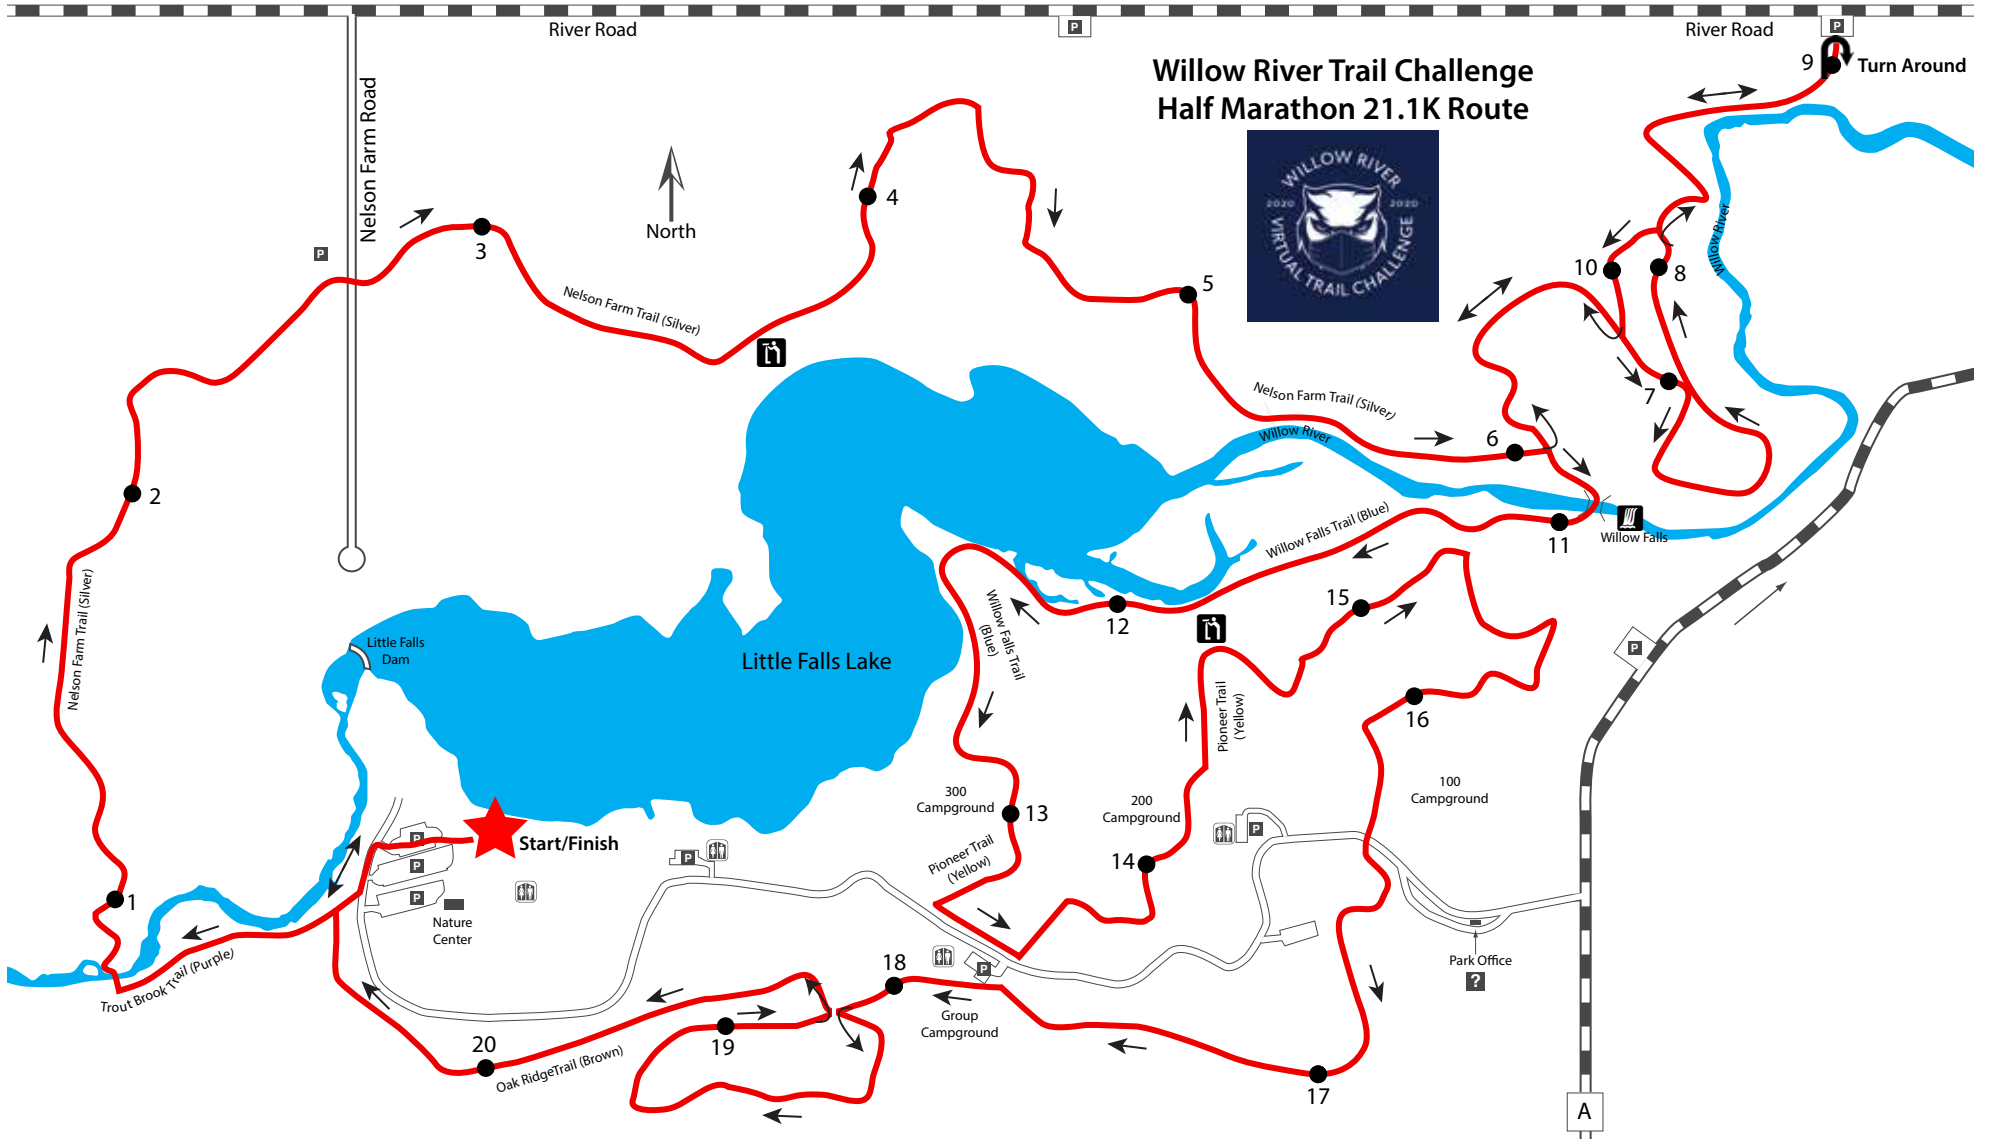 River Road
P
River Road
P
Willow River Trail Challenge
Half Marathon 21.1K Route
9
Turn Around
Nelson Farm Road
WILLOW RIVER
2020
2020
VIRTUAL TRAIL CHALLENGE
4
North
3
P
Willow River
10
8
5
Nelson Farm Trail (Silver)
7
Nelson Farm Trail (Silver)
Willow River
6
2
Willow Falls Trail (Blue)
11
Willow Falls
Nelson Farm Trail (Silver)
Willow Falls Trail
(Blue)
12
15
Little Falls
Dam
Little Falls Lake
P
Pioneer Trail
(Yellow)
16
300
Campground
13
200
Campground
100
Campground
Start/Finish
P
P
P
P
P
Pioneer Trail
(Yellow)
14
1
Nature
Center
Trout Brook Trail (Purple)
18
P
Park Office
?
Group
Campground
19
20
Oak RidgeTrail (Brown)
17
A